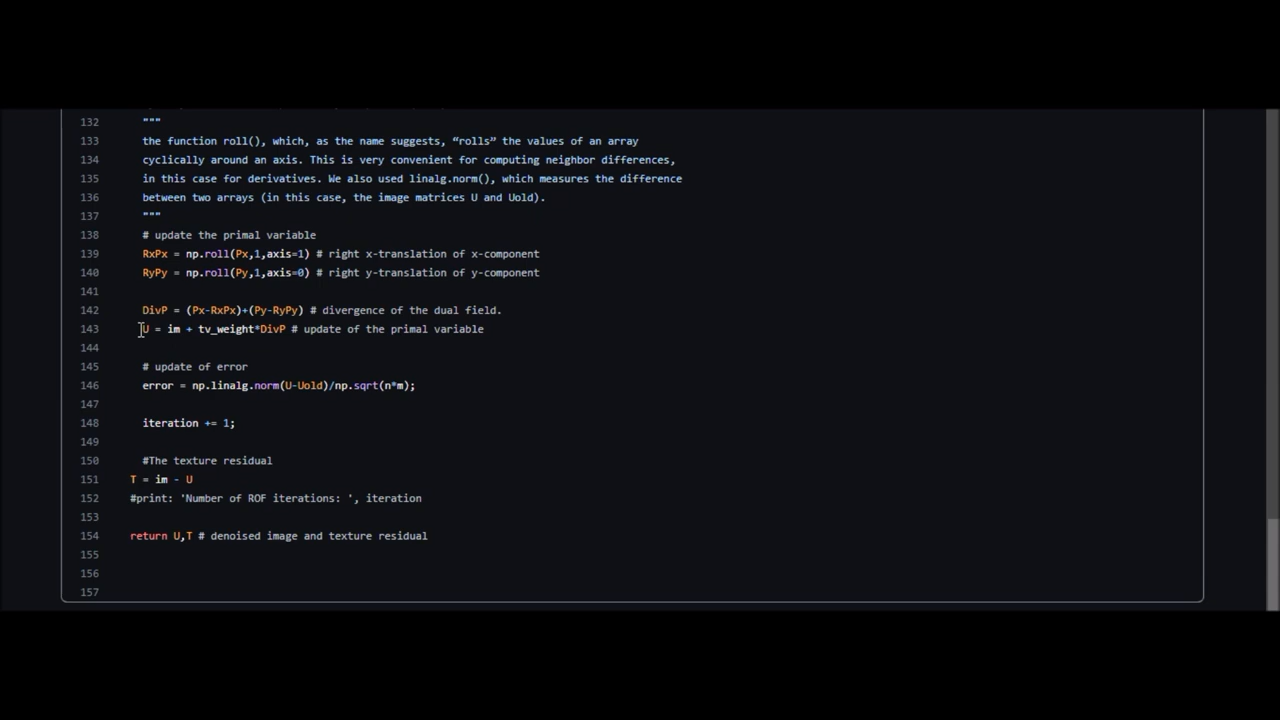 132 """
133 the function roll(), which, as the name suggests, “rolls” the values of an array
134 cyclically around an axis. This is very convenient for computing neighbor differences,
135 in this case for derivatives. We also used linalg.norm(), which measures the difference
136 between two arrays (in this case, the image matrices U and Uold).
137 """
138 # update the primal variable
139 RxPx = np.roll(Px,1,axis=1) # right x-translation of x-component
140 RyPy = np.roll(Py,1,axis=0) # right y-translation of y-component
141
142 DivP = (Px-RxPx)+(Py-RyPy) # divergence of the dual field.
143 U = im + tv_weight*DivP # update of the primal variable
144
145 # update of error
146 error = np.linalg.norm(U-Uold)/np.sqrt(n*m);
147
148 iteration += 1;
149
150 #The texture residual
151 T = im - U
152 #print: 'Number of ROF iterations: ', iteration
153
154 return U,T # denoised image and texture residual
155
156
157